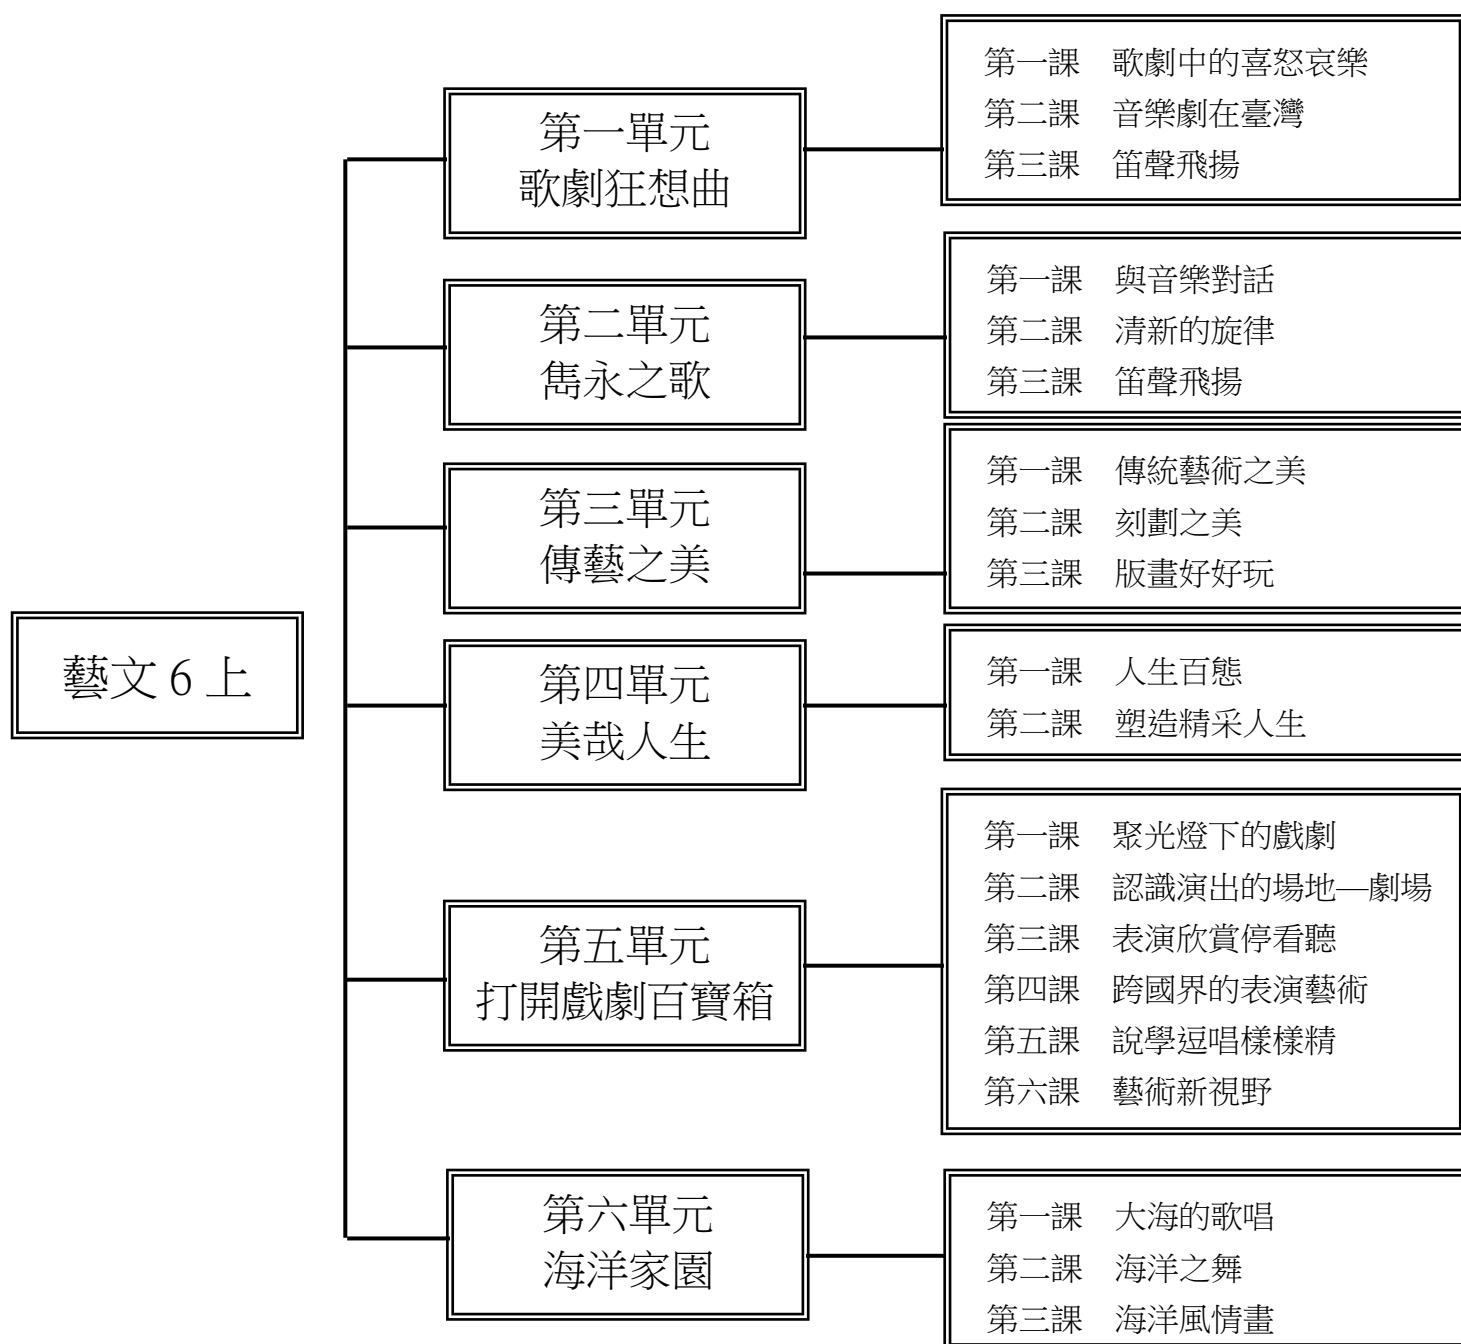 藝文 6 上
第一單元
歌劇狂想曲
第一課　歌劇中的喜怒哀樂
第二課　音樂劇在臺灣
第三課　笛聲飛揚
第二單元
雋永之歌
第一課　與音樂對話
第二課　清新的旋律
第三課　笛聲飛揚
第三單元
傳藝之美
第一課　傳統藝術之美
第二課　刻劃之美
第三課　版畫好好玩
第四單元
美哉人生
第一課　人生百態
第二課　塑造精采人生
第五單元
打開戲劇百寶箱
第一課　聚光燈下的戲劇
第二課　認識演出的場地—劇場
第三課　表演欣賞停看聽
第四課　跨國界的表演藝術
第五課　說學逗唱樣樣精
第六課　藝術新視野
第六單元
海洋家園
第一課　大海的歌唱
第二課　海洋之舞
第三課　海洋風情畫